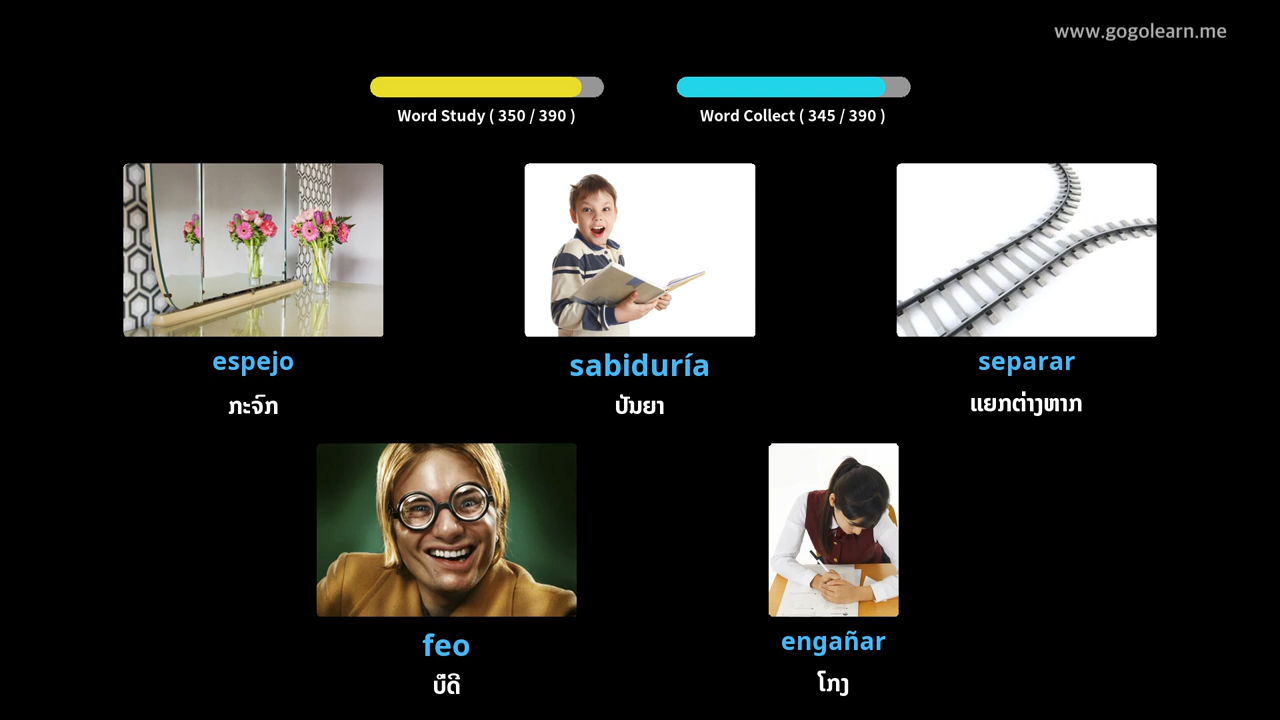 www.gogolearn.me
Word Study ( 350 / 390 )
Word Collect ( 345 / 390 )
espejo
ກະຈົກ
sabiduría
ປັນຍາ
separar
ແຍກຕ່າງຫາກ
feo
ບໍ່ດີ
engañar
ໂກງ